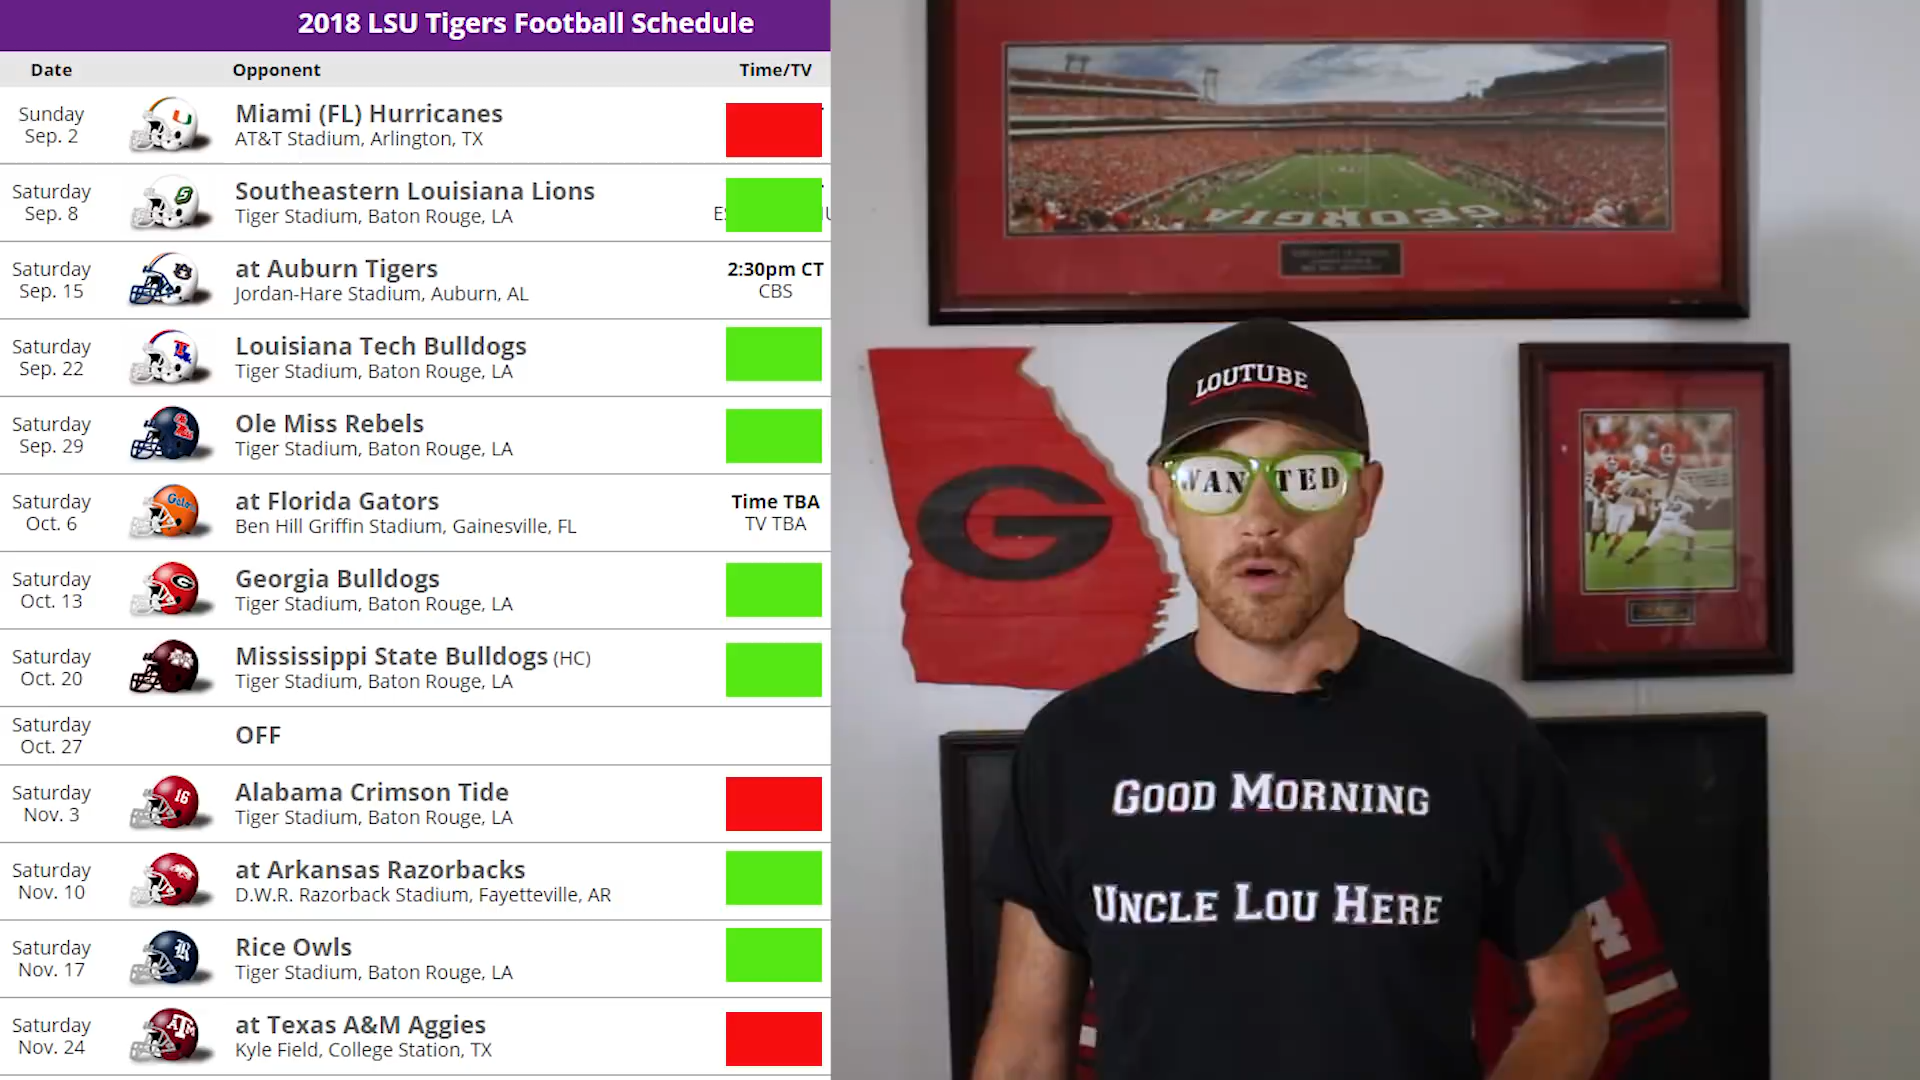 2018 LSU Tigers Football Schedule
Date Opponent Time/TV
Sunday
Sep. 2
Miami (FL) Hurricanes
AT&T Stadium, Arlington, TX
Saturday
Sep. 8
Southeastern Louisiana Lions
Tiger Stadium, Baton Rouge, LA
Saturday
Sep. 15
at Auburn Tigers
Jordan-Hare Stadium, Auburn, AL
2:30pm CT
CBS
Saturday
Sep. 22
Louisiana Tech Bulldogs
Tiger Stadium, Baton Rouge, LA
Saturday
Sep. 29
Ole Miss Rebels
Tiger Stadium, Baton Rouge, LA
Saturday
Oct. 6
at Florida Gators
Ben Hill Griffin Stadium, Gainesville, FL
Time TBA
TV TBA
Gators
Saturday
Oct. 13
Georgia Bulldogs
Tiger Stadium, Baton Rouge, LA
G
Saturday
Oct. 20
Mississippi State Bulldogs (HC)
Tiger Stadium, Baton Rouge, LA
Saturday
Oct. 27
OFF
Saturday
Nov. 3
Alabama Crimson Tide
Tiger Stadium, Baton Rouge, LA
16
Saturday
Nov. 10
at Arkansas Razorbacks
D.W.R. Razorback Stadium, Fayetteville, AR
Saturday
Nov. 17
Rice Owls
Tiger Stadium, Baton Rouge, LA
R
Saturday
Nov. 24
at Texas A&M Aggies
Kyle Field, College Station, TX
ATM
GEORGIA
LOUTUBE
WANTED
G
GOOD MORNING
UNCLE LOU HERE
4